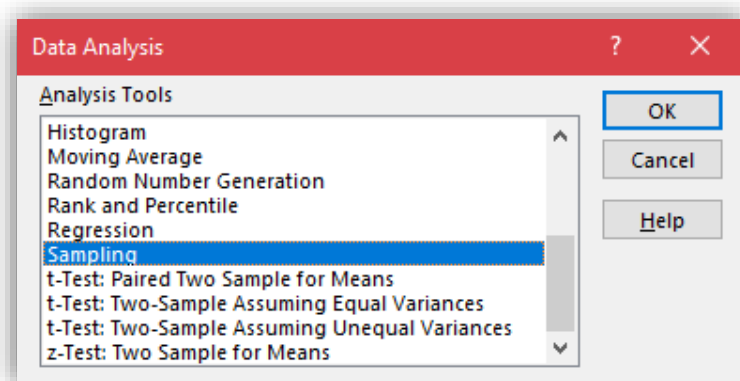 Data Analysis ? ×
Analysis Tools
Histogram
Moving Average
Random Number Generation
Rank and Percentile
Regression
Sampling
t-Test: Paired Two Sample for Means
t-Test: Two-Sample Assuming Equal Variances
t-Test: Two-Sample Assuming Unequal Variances
z-Test: Two Sample for Means
OK
Cancel
Help